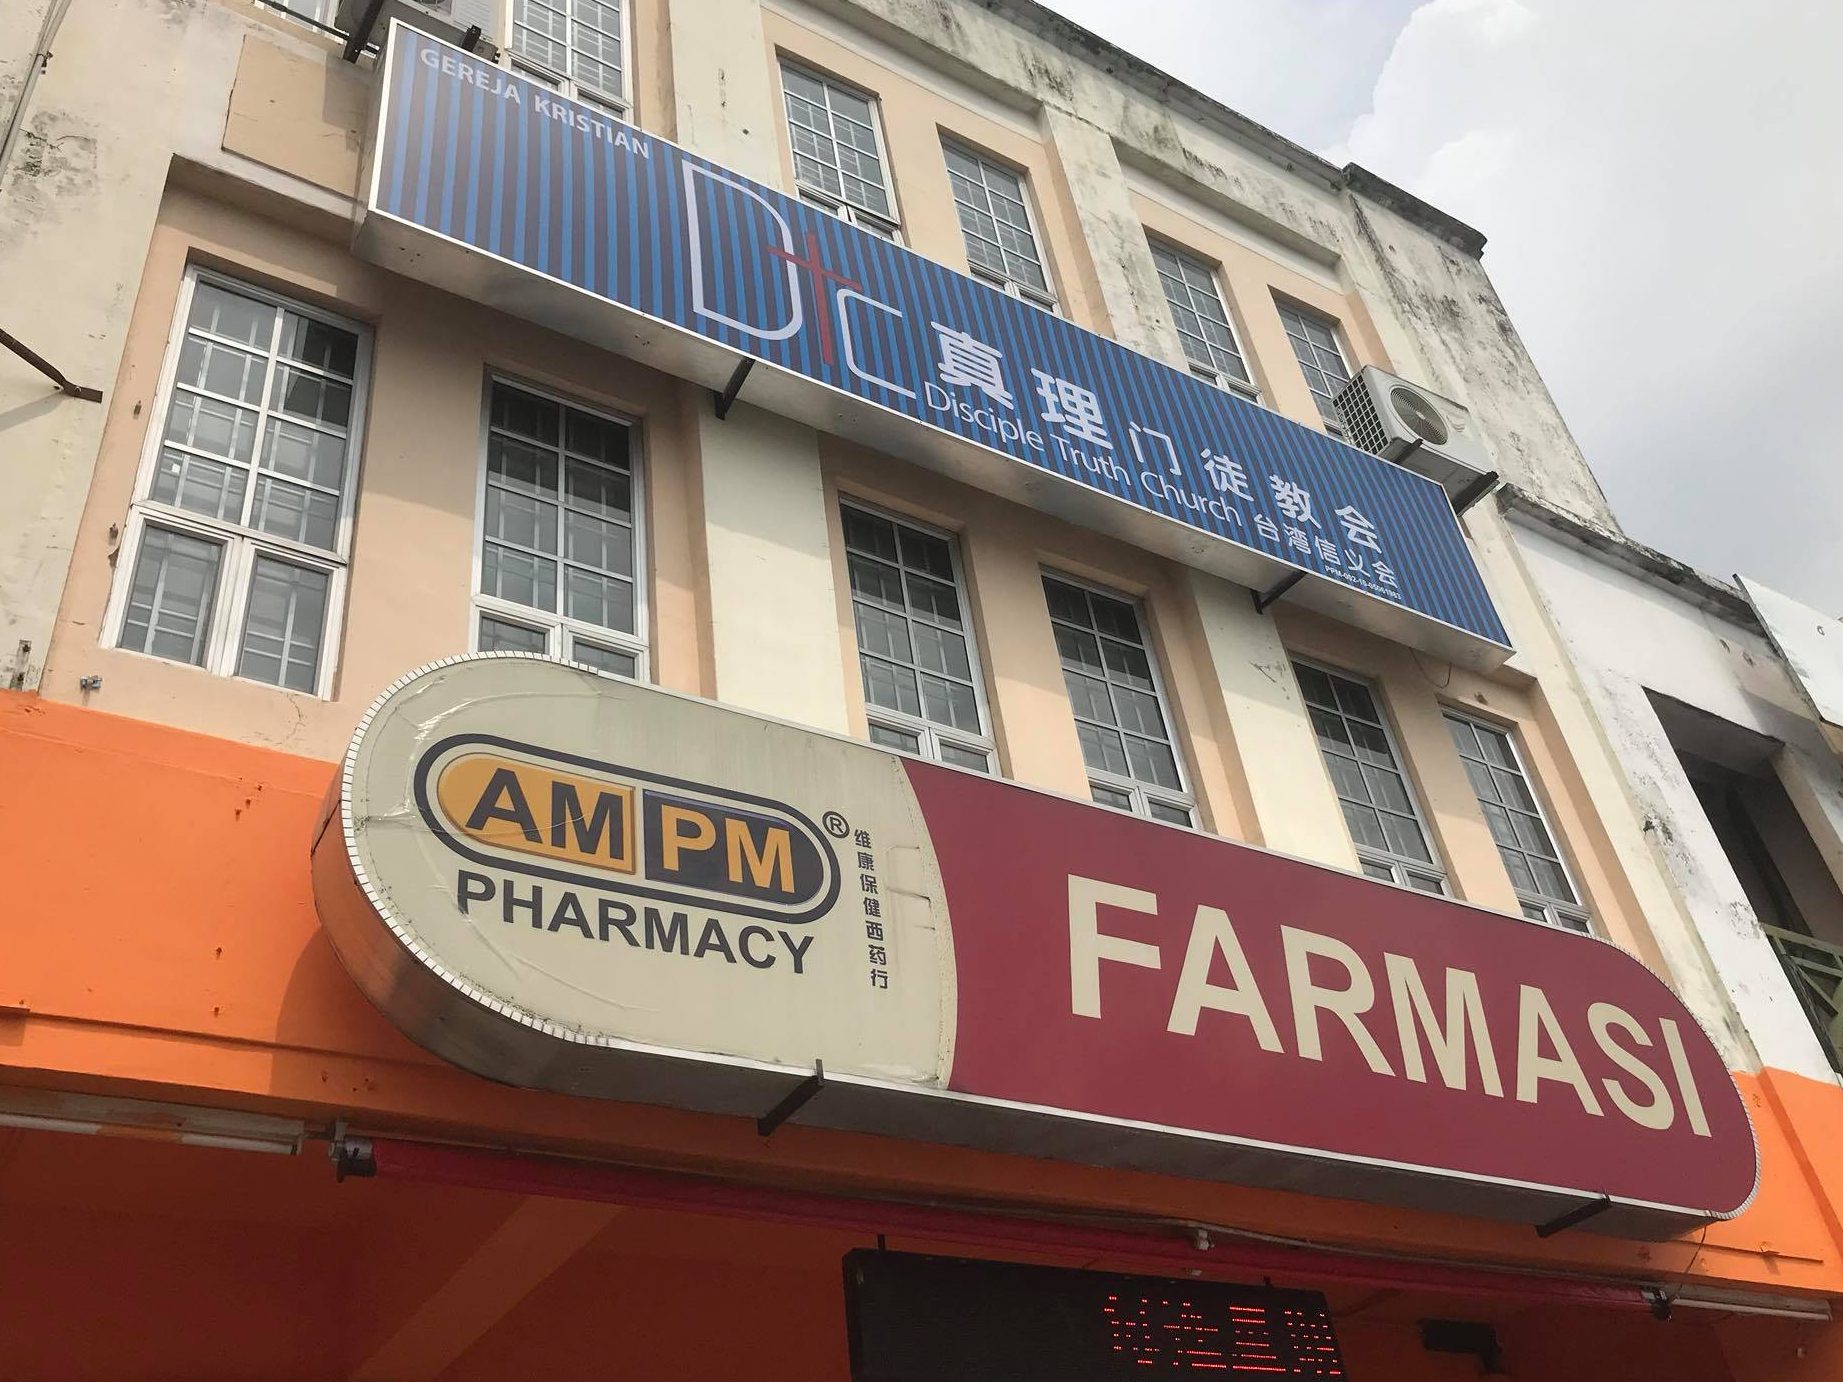 GEREJA KRISTIAN
DtC
真理门徒教会
Disciple Truth Church 台湾信义会
AM PM ®
PHARMACY
维康保健西药行
FARMASI